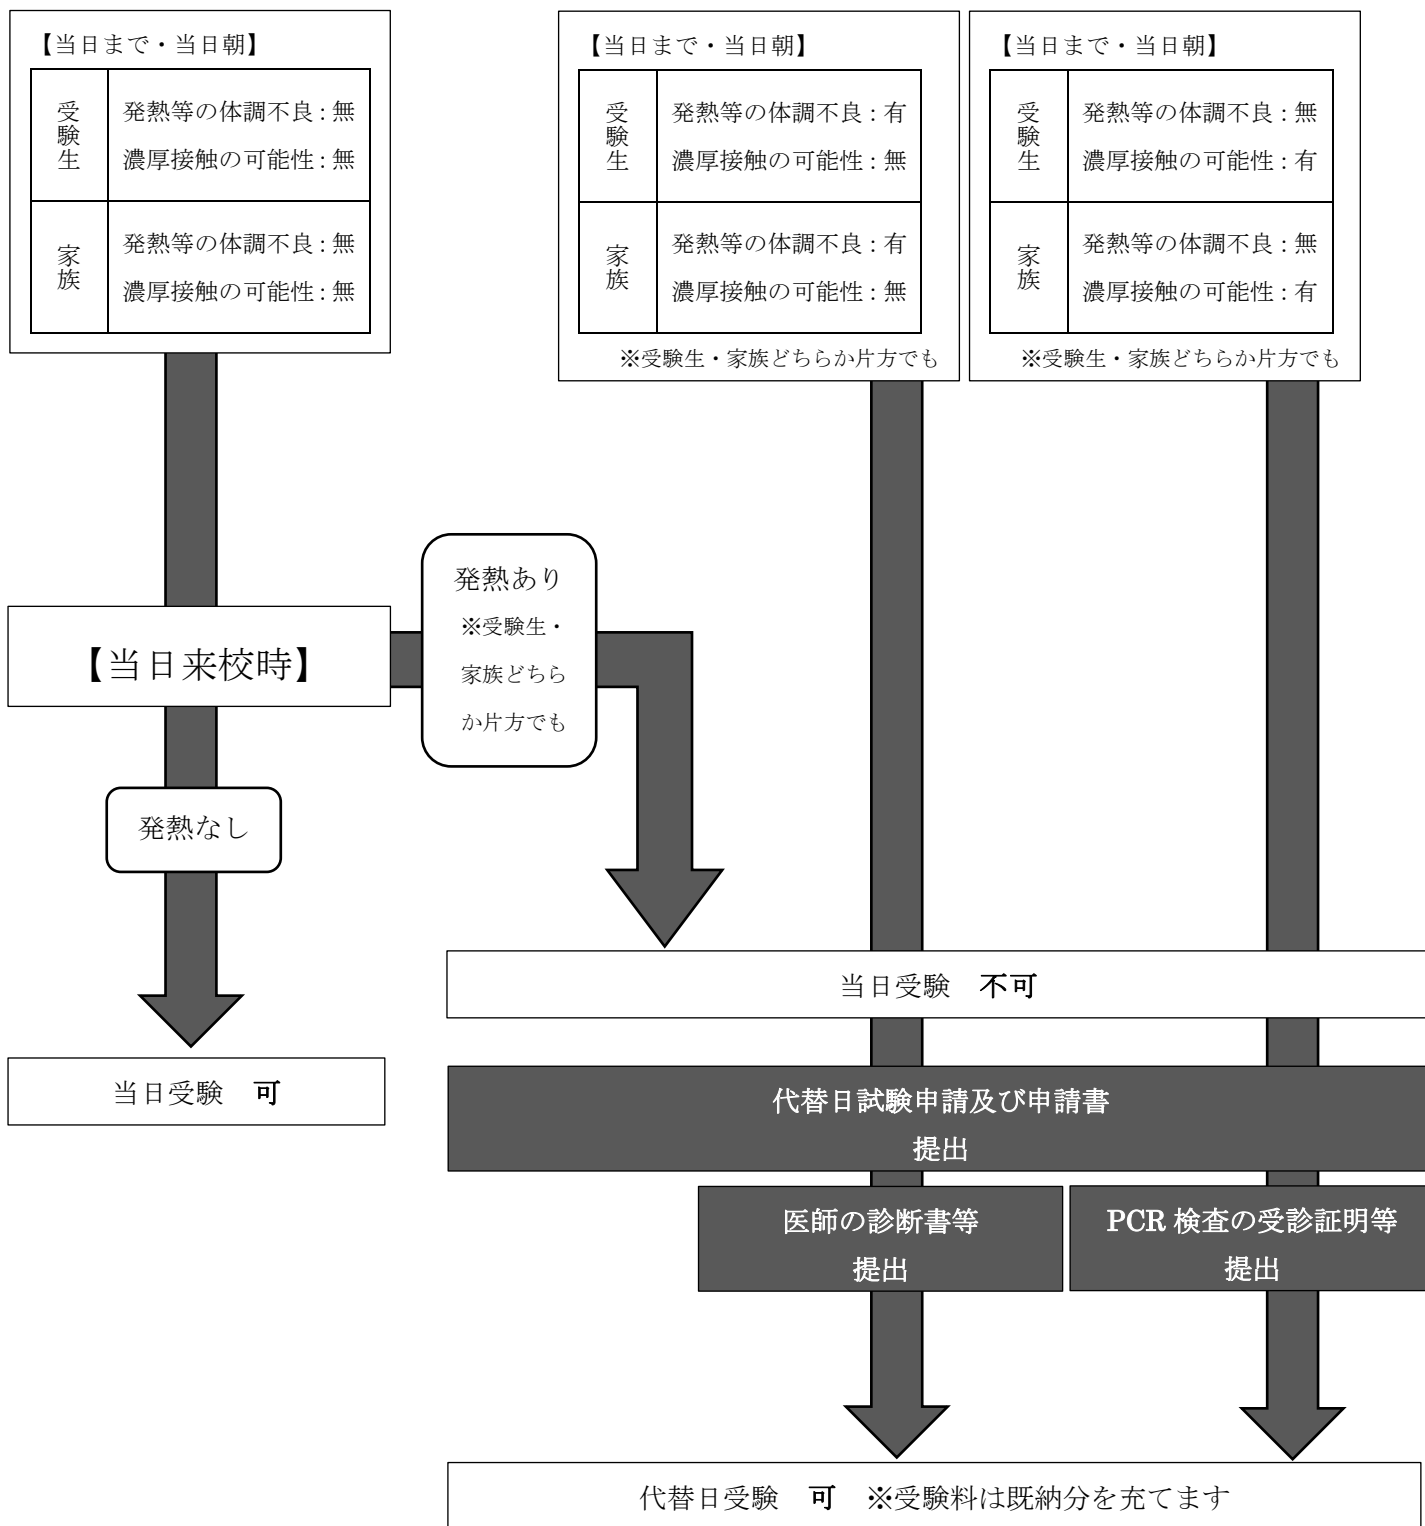 【当日まで・当日朝】
受験生
発熱等の体調不良：無
濃厚接触の可能性：無
家族
発熱等の体調不良：無
濃厚接触の可能性：無
【当日まで・当日朝】
受験生
発熱等の体調不良：有
濃厚接触の可能性：無
家族
発熱等の体調不良：有
濃厚接触の可能性：無
※受験生・家族どちらか片方でも
【当日まで・当日朝】
受験生
発熱等の体調不良：無
濃厚接触の可能性：有
家族
発熱等の体調不良：無
濃厚接触の可能性：有
※受験生・家族どちらか片方でも
【当日来校時】
発熱あり
※受験生・
家族どちら
か片方でも
発熱なし
当日受験　可
当日受験　不可
代替日試験申請及び申請書
提出
医師の診断書等
提出
PCR 検査の受診証明等
提出
代替日受験　可　※受験料は既納分を充てます